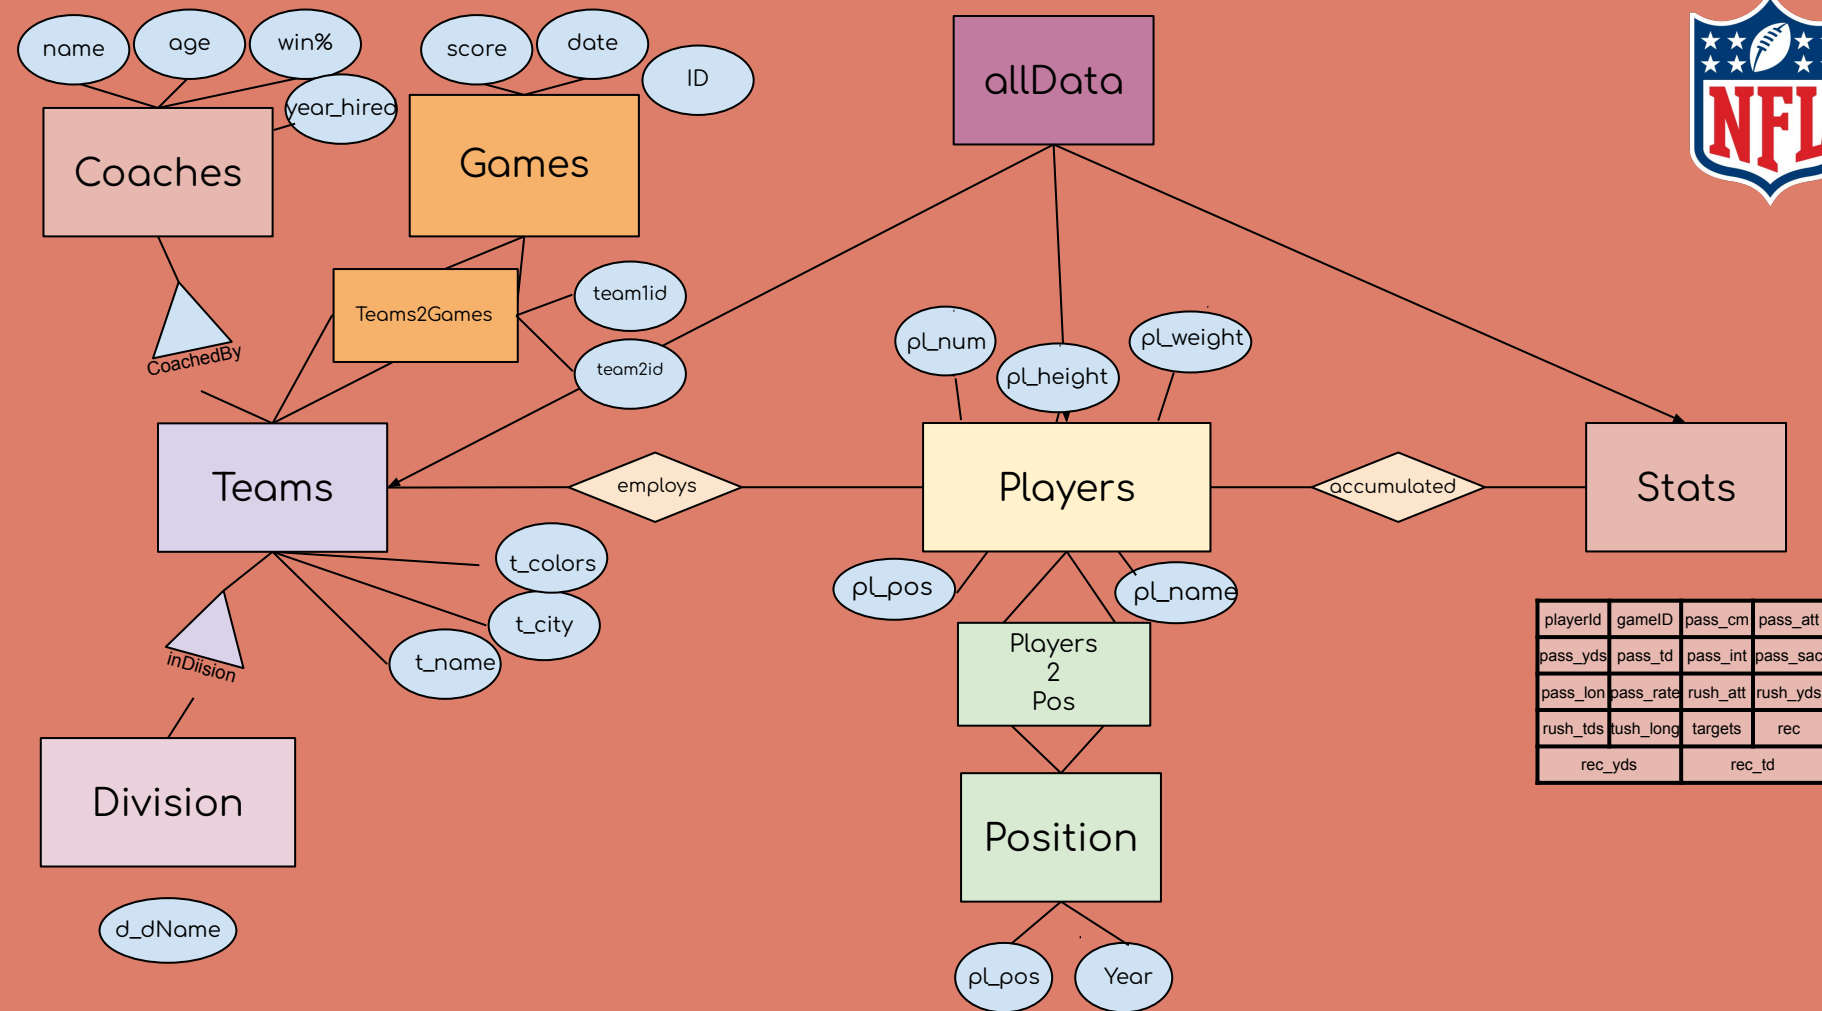 name
age
win%
year_hired
score
date
ID
allData
NFL
Coaches
Games
Teams2Games
team1id
team2id
CoachedBy
pl_num
pl_height
pl_weight
Teams
employs
Players
accumulated
Stats
t_colors
t_city
t_name
inDiision
pl_pos
pl_name
Players
2
Pos
playerId gameID pass_cm pass_att
pass_yds pass_td pass_int pass_sac
pass_lon pass_rate rush_att rush_yds
rush_tds tush_long targets rec
rec_yds rec_td
Division
Position
d_dName
pl_pos
Year